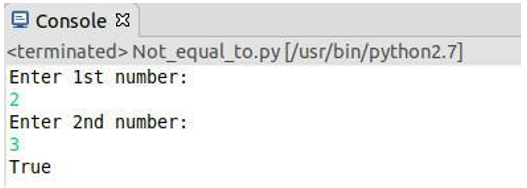 Console
<terminated> Not_equal_to.py [/usr/bin/python2.7]
Enter 1st number:
2
Enter 2nd number:
3
True